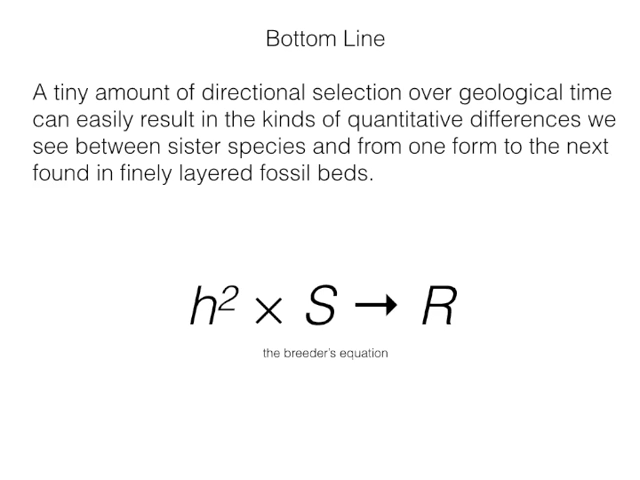 Bottom Line
A tiny amount of directional selection over geological time
can easily result in the kinds of quantitative differences we
see between sister species and from one form to the next
found in finely layered fossil beds.
h² × S → R
the breeder's equation